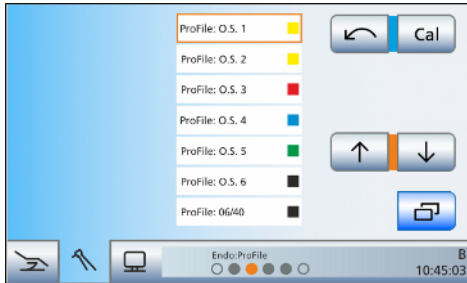 ProFile: O.S. 1
ProFile: O.S. 2
ProFile: O.S. 3
ProFile: O.S. 4
ProFile: O.S. 5
ProFile: O.S. 6
ProFile: 06/40
Cal
Endo:ProFile
B
10:45:03